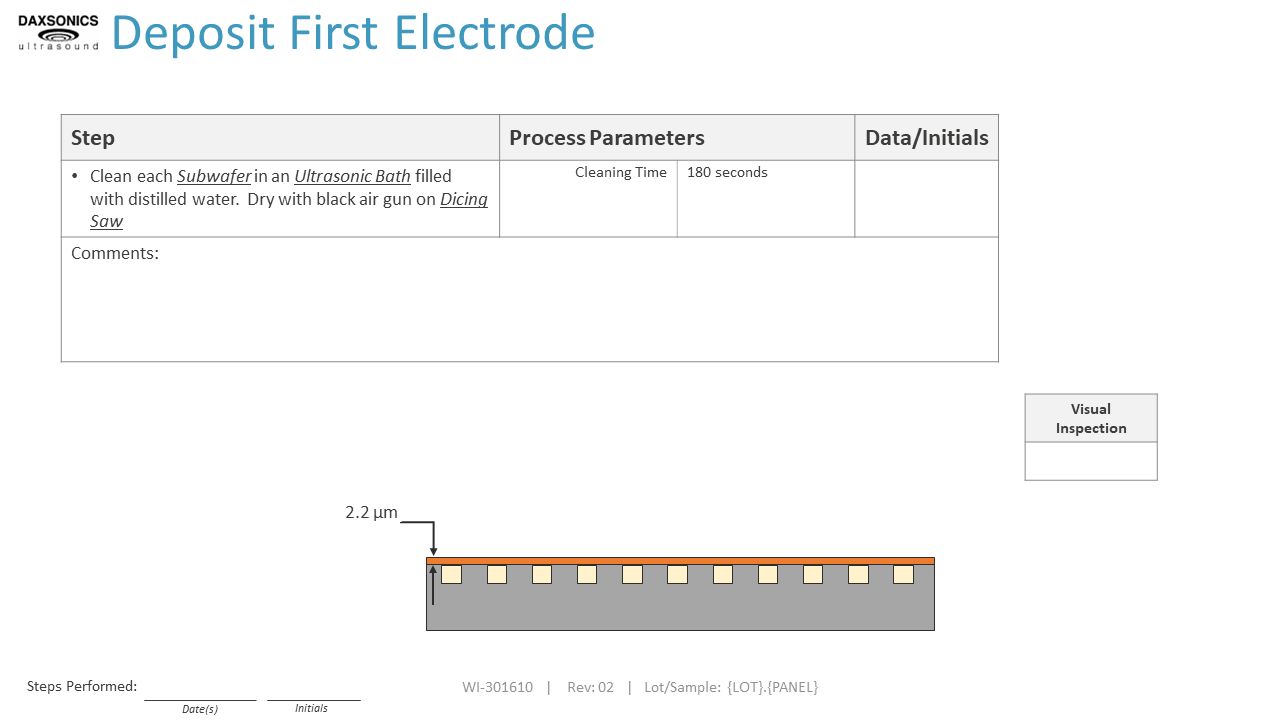 DAXSONICS
ultrasound
Deposit First Electrode
Step
Process Parameters
Data/Initials
• Clean each Subwafer in an Ultrasonic Bath filled
with distilled water. Dry with black air gun on Dicing
Saw
Cleaning Time
180 seconds
Comments:
Visual
Inspection
2.2 µm
Steps Performed:
Date(s)
Initials
WI-301610 | Rev: 02 | Lot/Sample: {LOT}.{PANEL}